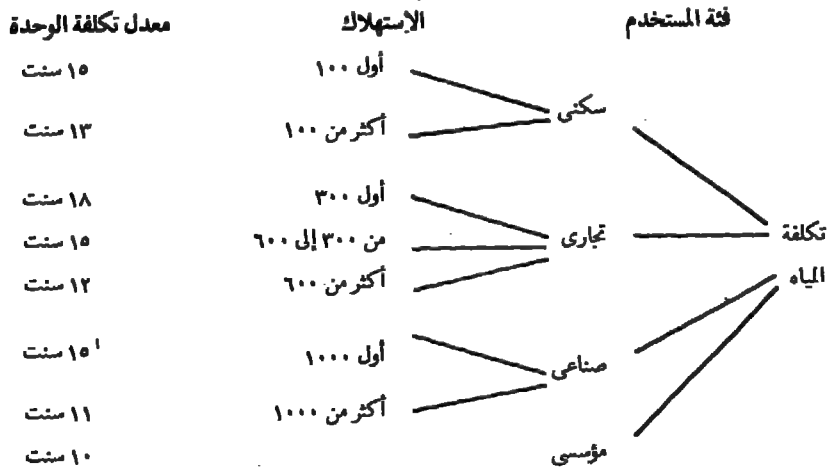 فئة المستخدم الإستهلاك معدل تكلفة الوحدة
أول ١٠٠ ١٥ سنت
سكنى
أكثر من ١٠٠ ١٣ سنت
أول ٣٠٠ ١٨ سنت
تكلفة تجارى من ٣٠٠ إلى ٦٠٠ ١٥ سنت
المياه أكثر من ٦٠٠ ١٢ سنت
أول ١٠٠٠ ١٥ سنت
صناعى
أكثر من ١٠٠٠ ١١ سنت
مؤسسى ١٠ سنت